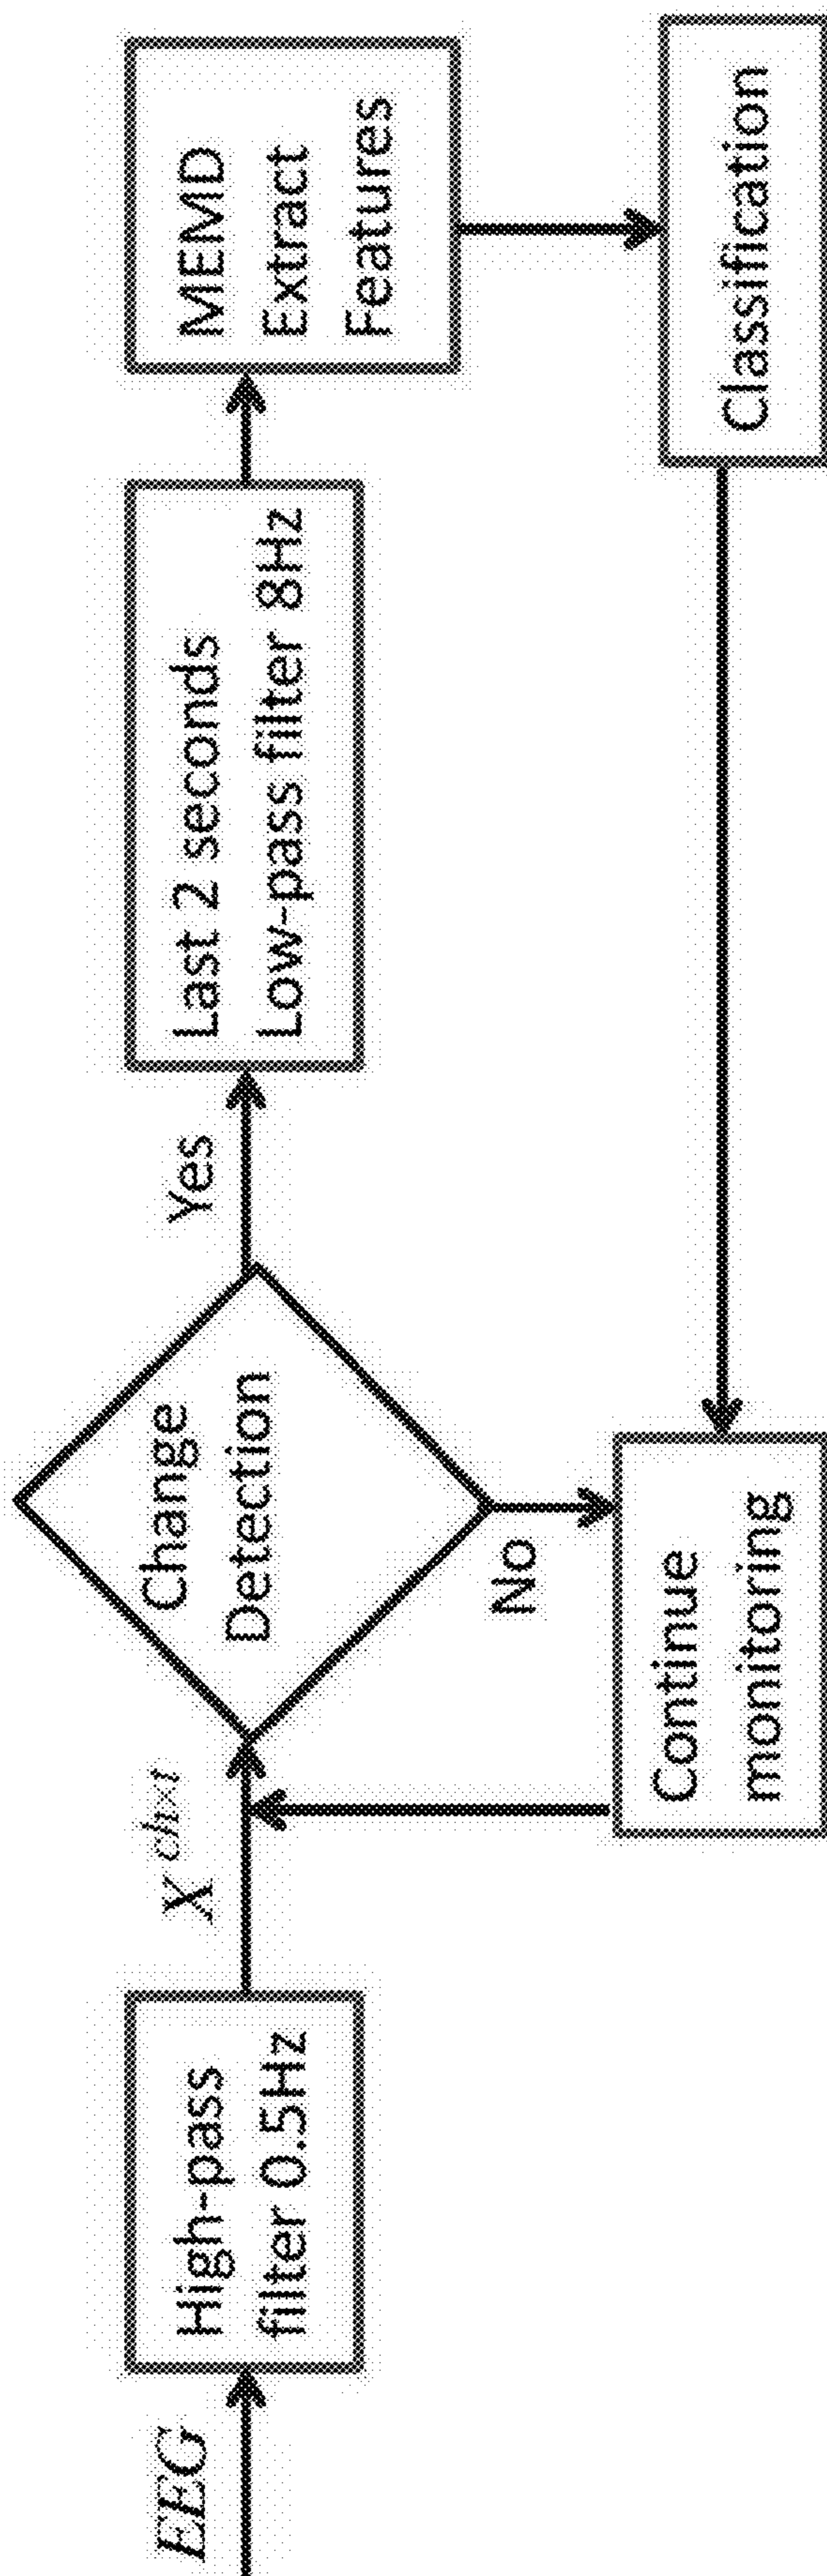 EEG
High-pass
filter 0.5Hz
X^{ch×t}
Change
Detection
Yes
No
Last 2 seconds
Low-pass filter 8Hz
MEMD
Extract
Features
Classification
Continue
monitoring